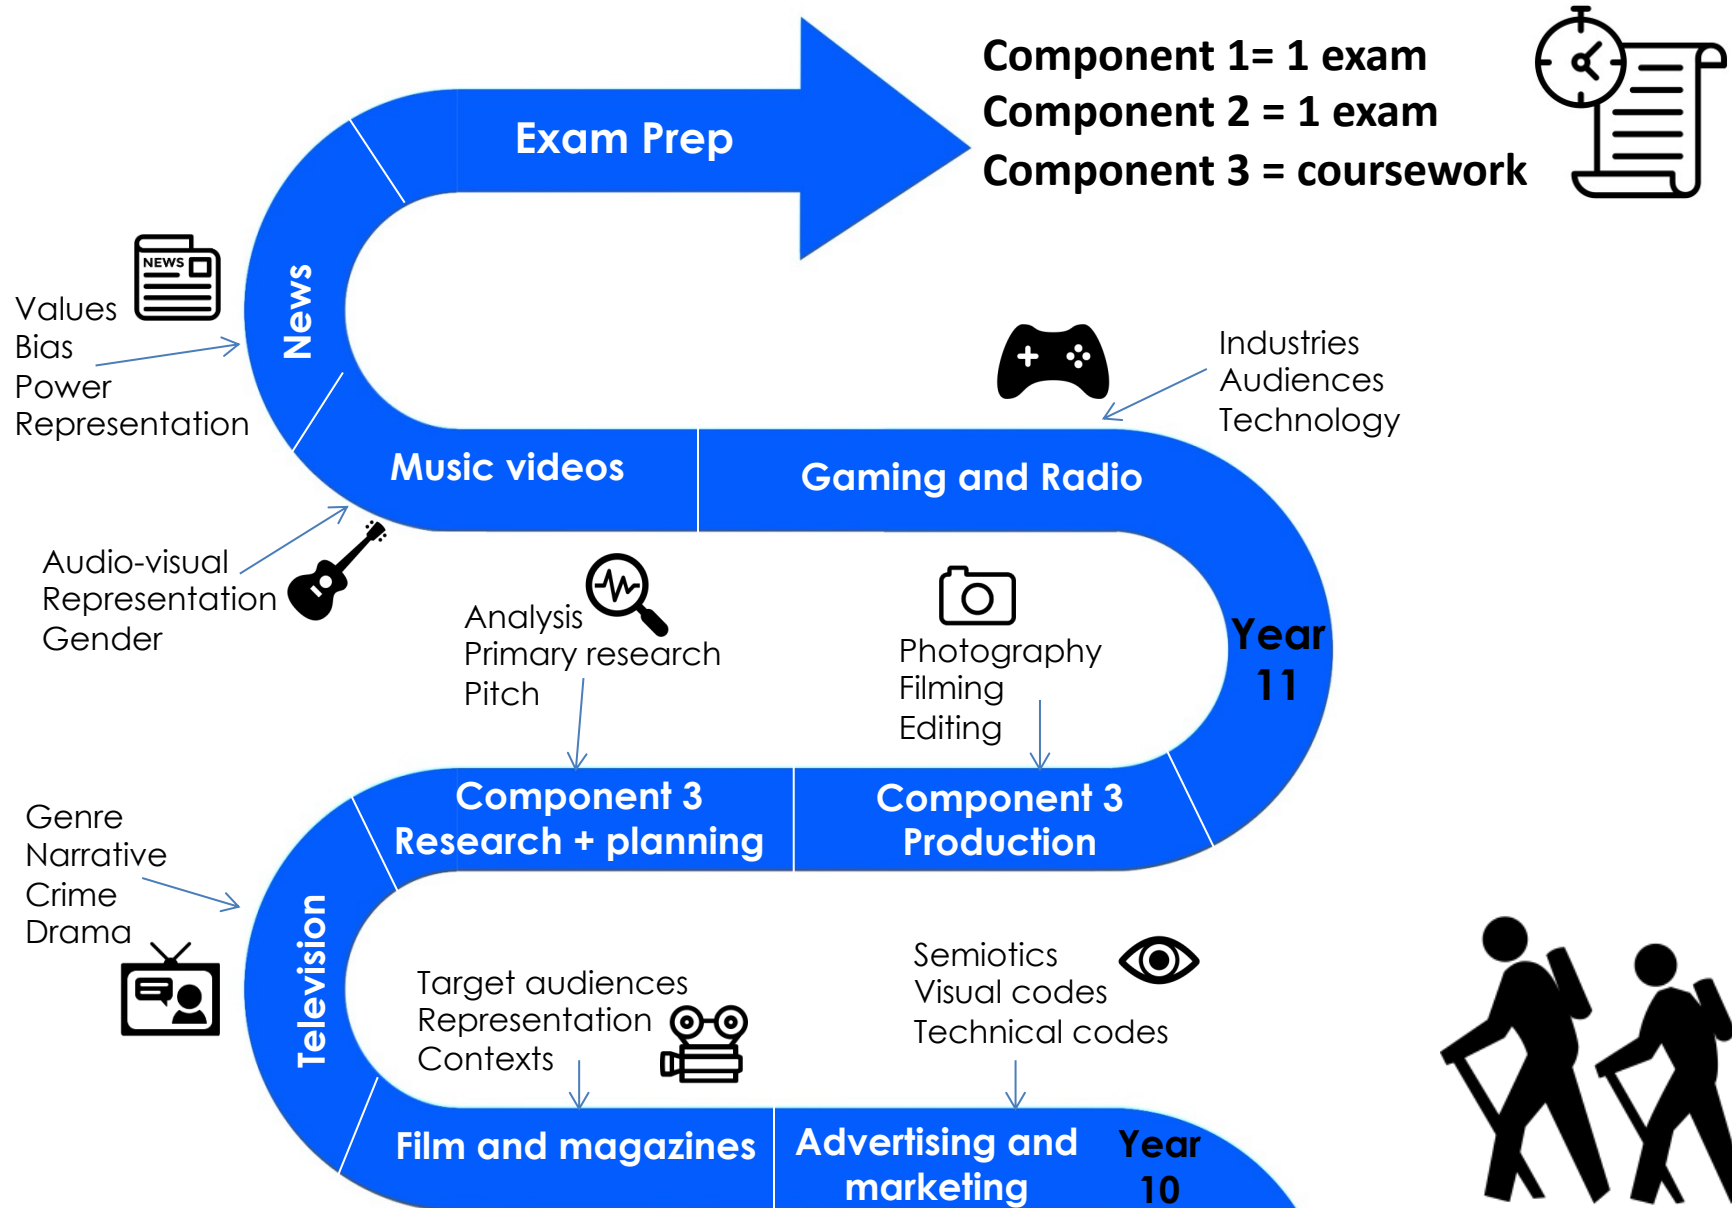 Component 1= 1 exam
Component 2 = 1 exam
Component 3 = coursework
Exam Prep
NEWS
Values
Bias
Power
Representation
News
Industries
Audiences
Technology
Music videos
Gaming and Radio
Audio-visual
Representation
Gender
Analysis
Primary research
Pitch
Photography
Filming
Editing
Year
11
Component 3
Research + planning
Component 3
Production
Genre
Narrative
Crime
Drama
Television
Target audiences
Representation
Contexts
Semiotics
Visual codes
Technical codes
Film and magazines
Advertising and
marketing
Year
10